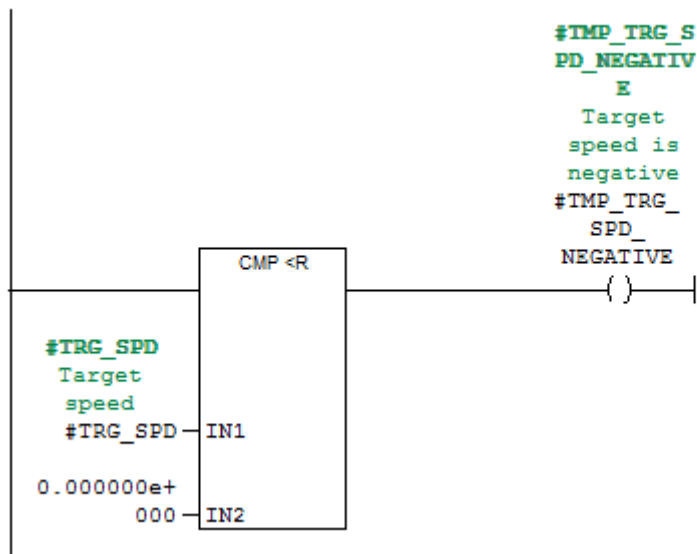 #TMP_TRG_S
PD_NEGATIV
E
Target
speed is
negative
#TMP_TRG_
SPD_
NEGATIVE
CMP <R
#TRG_SPD
Target
speed
#TRG_SPD IN1
0.000000e+
000 IN2